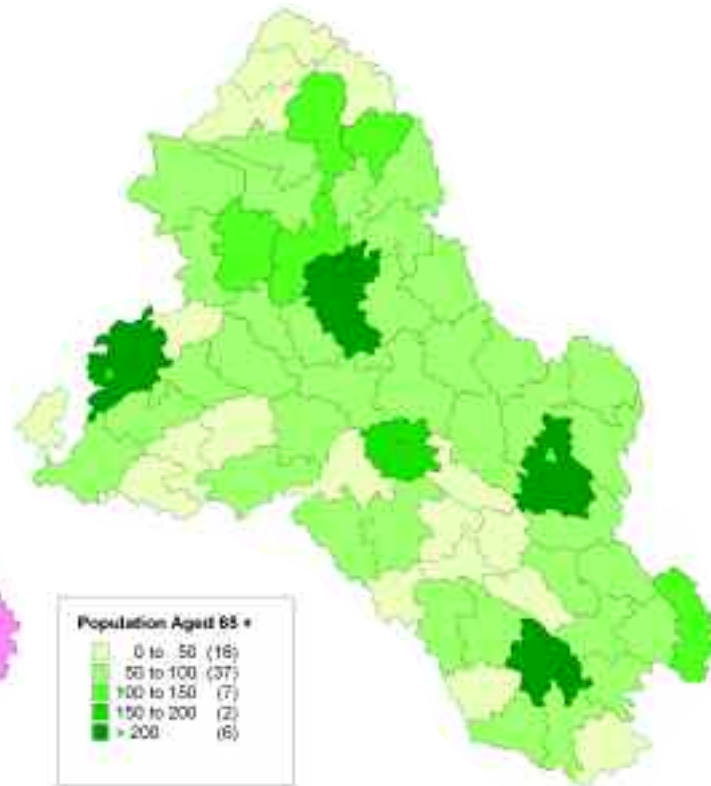 Population Aged 65 +
0 to 50 (16)
50 to 100 (37)
100 to 150 (7)
150 to 200 (2)
> 200 (6)